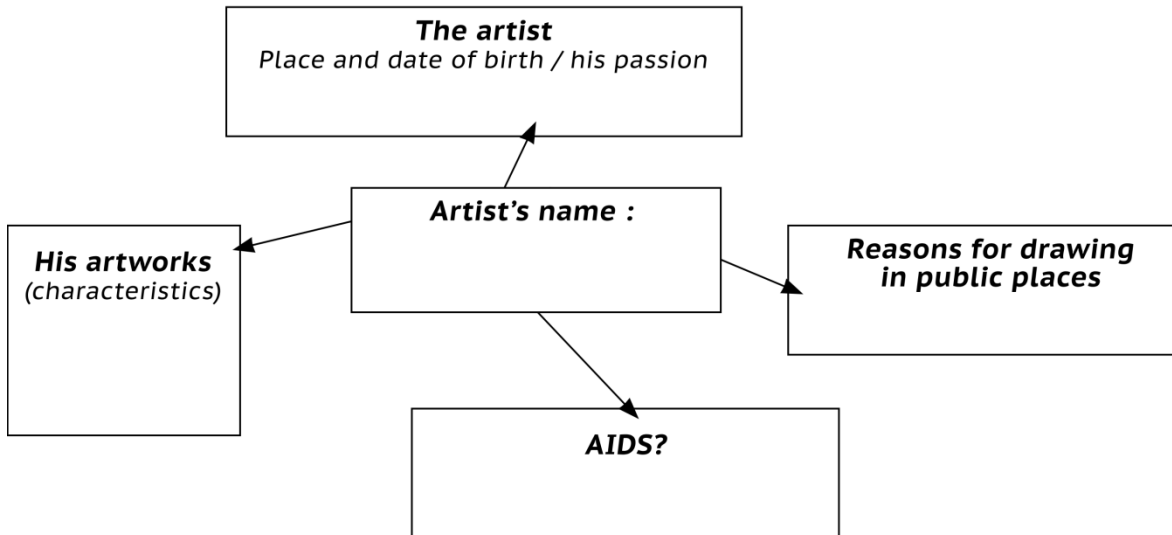 The artist
Place and date of birth / his passion
Artist's name :
His artworks
(characteristics)
Reasons for drawing
in public places
AIDS?